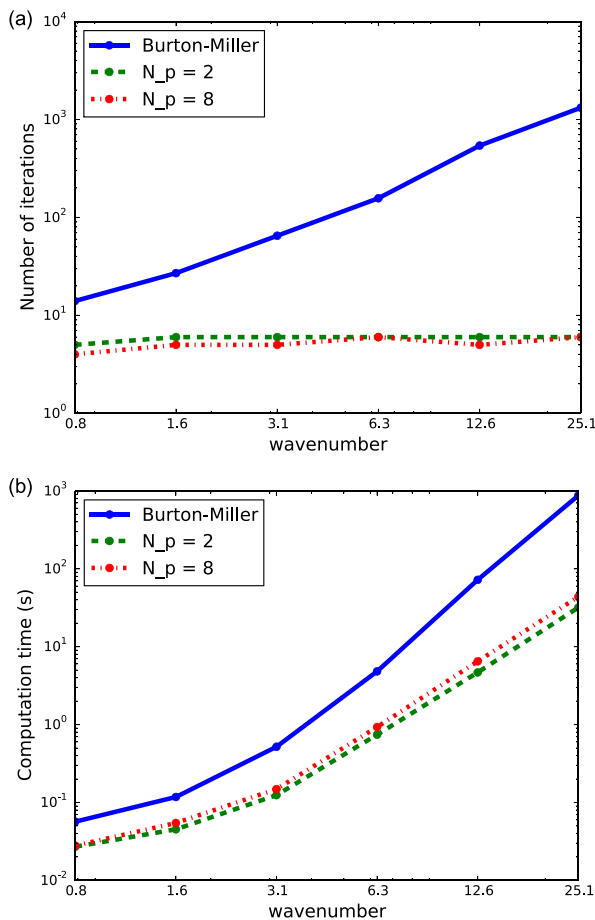 (a)
Burton-Miller
N_p = 2
N_p = 8
Number of iterations
10^4
10^3
10^2
10^1
10^0
0.8 1.6 3.1 6.3 12.6 25.1
wavenumber
(b)
Burton-Miller
N_p = 2
N_p = 8
Computation time (s)
10^3
10^2
10^1
10^0
10^-1
10^-2
0.8 1.6 3.1 6.3 12.6 25.1
wavenumber